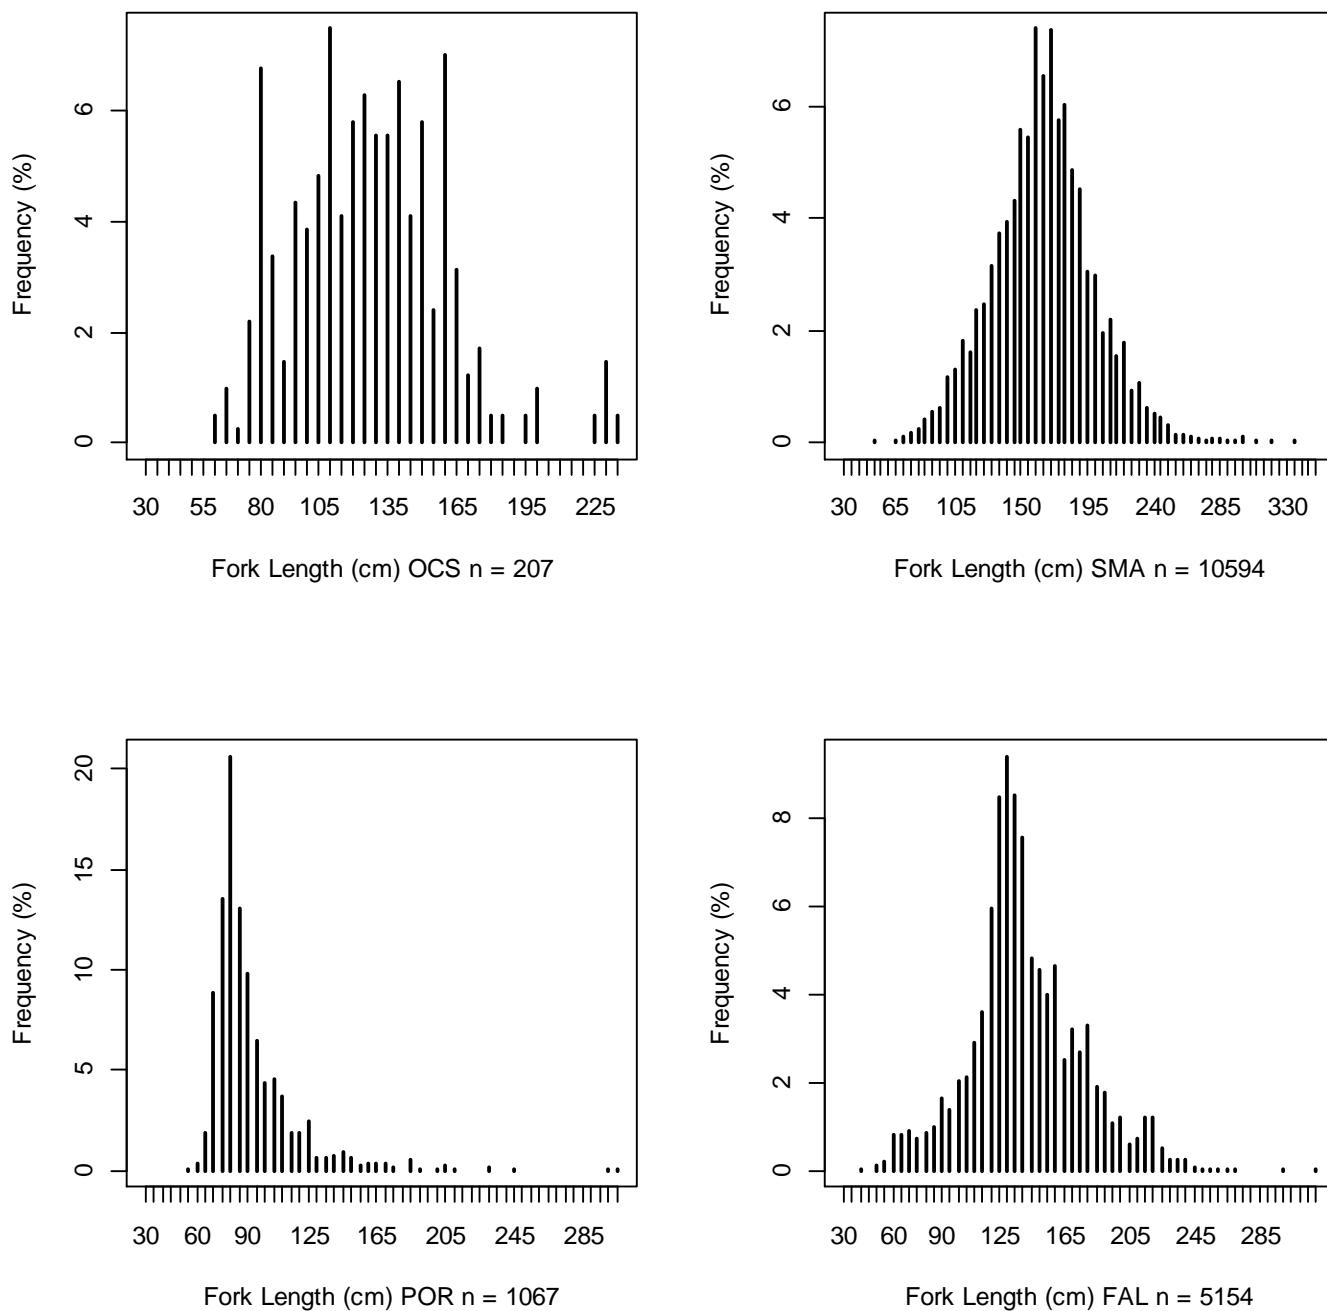 Frequency (%)
6
4
2
0
30 55 80 105 135 165 195 225
Fork Length (cm) OCS n = 207
Frequency (%)
6
4
2
0
30 65 105 150 195 240 285 330
Fork Length (cm) SMA n = 10594
Frequency (%)
20
15
10
5
0
30 60 90 125 165 205 245 285
Fork Length (cm) POR n = 1067
Frequency (%)
8
6
4
2
0
30 60 90 125 165 205 245 285
Fork Length (cm) FAL n = 5154